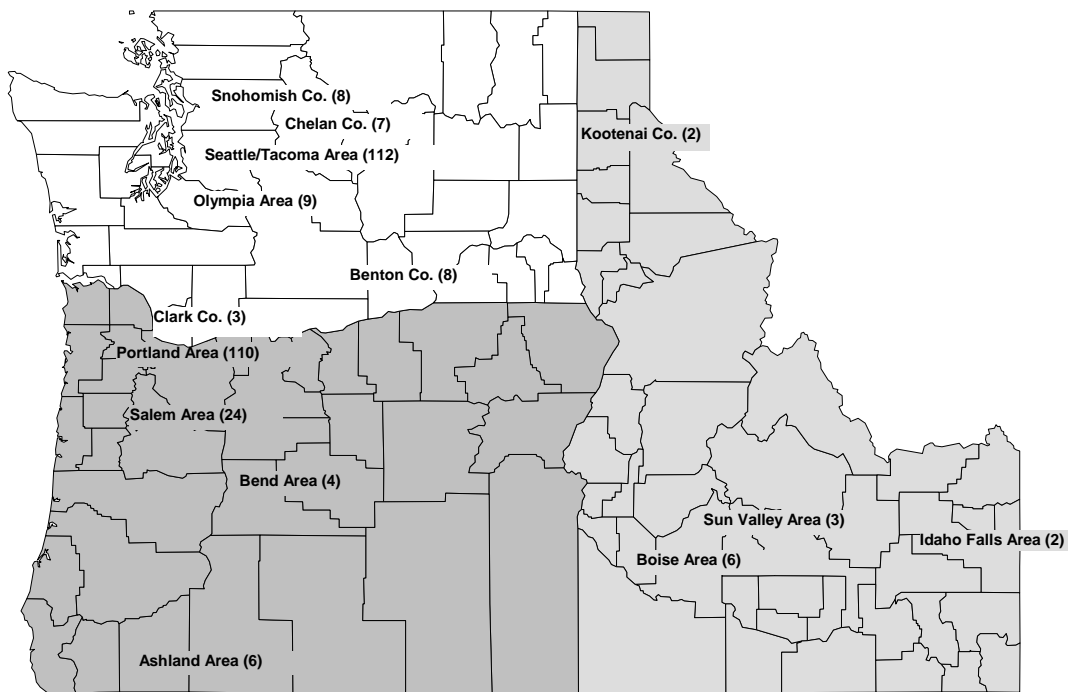 Snohomish Co. (8)
Chelan Co. (7)
Kootenai Co. (2)
Seattle/Tacoma Area (112)
Olympia Area (9)
Benton Co. (8)
Clark Co. (3)
Portland Area (110)
Salem Area (24)
Bend Area (4)
Sun Valley Area (3)
Idaho Falls Area (2)
Boise Area (6)
Ashland Area (6)